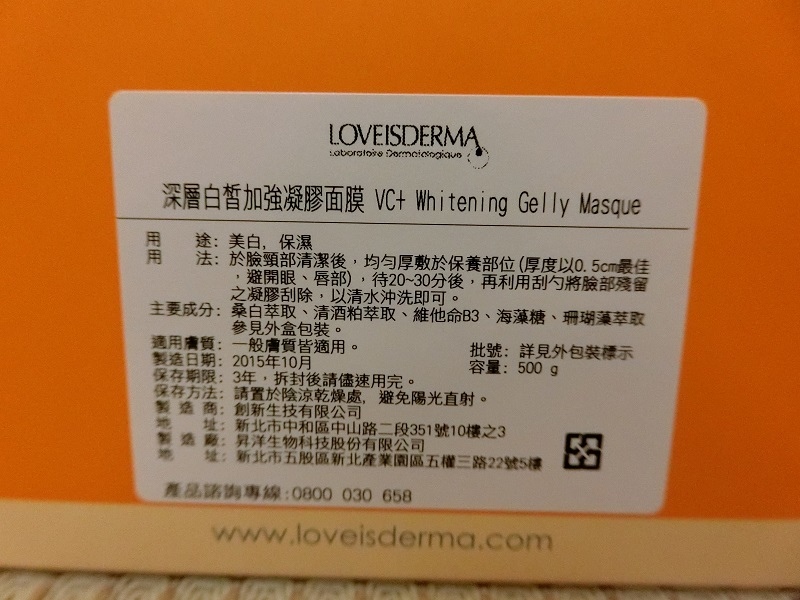 LOVEISDERMA
Laboratoire Dermatologique
深層白皙加強凝膠面膜 VC+ Whitening Gelly Masque
用　途: 美白, 保濕
用　法: 於臉頸部清潔後，均勻厚敷於保養部位(厚度以0.5cm最佳
，避開眼、唇部)，待20~30分後，再利用刮勺將臉部殘留
之凝膠刮除，以清水沖洗即可。
主要成分: 桑白萃取、清酒粕萃取、維他命B3、海藻糖、珊瑚藻萃取
參見外盒包裝。
適用膚質: 一般膚質皆適用。　批號: 詳見外包裝標示
製造日期: 2015年10月　容量: 500 g
保存期限: 3年，拆封後請儘速用完。
保存方法: 請置於陰涼乾燥處, 避免陽光直射。
製 造 商: 創新生技有限公司
地　址: 新北市中和區中山路二段351號10樓之3
製 造 廠: 昇洋生物科技股份有限公司
地　址: 新北市五股區新北產業園區五權三路22號5樓
產品諮詢專線:0800 030 658
www.loveisderma.com